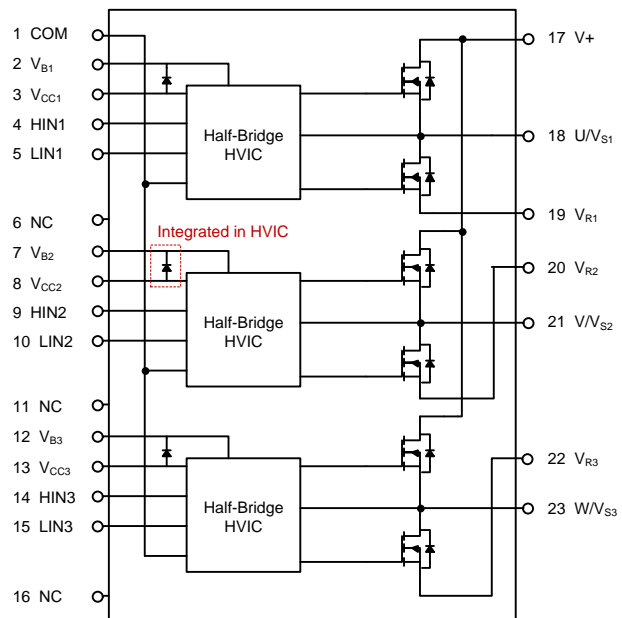 1 COM
2 VB1
3 VCC1
4 HIN1
5 LIN1
6 NC
7 VB2
8 VCC2
9 HIN2
10 LIN2
11 NC
12 VB3
13 VCC3
14 HIN3
15 LIN3
16 NC
Half-Bridge
HVIC
Integrated in HVIC
Half-Bridge
HVIC
Half-Bridge
HVIC
17 V+
18 U/VS1
19 VR1
20 VR2
21 V/VS2
22 VR3
23 W/VS3